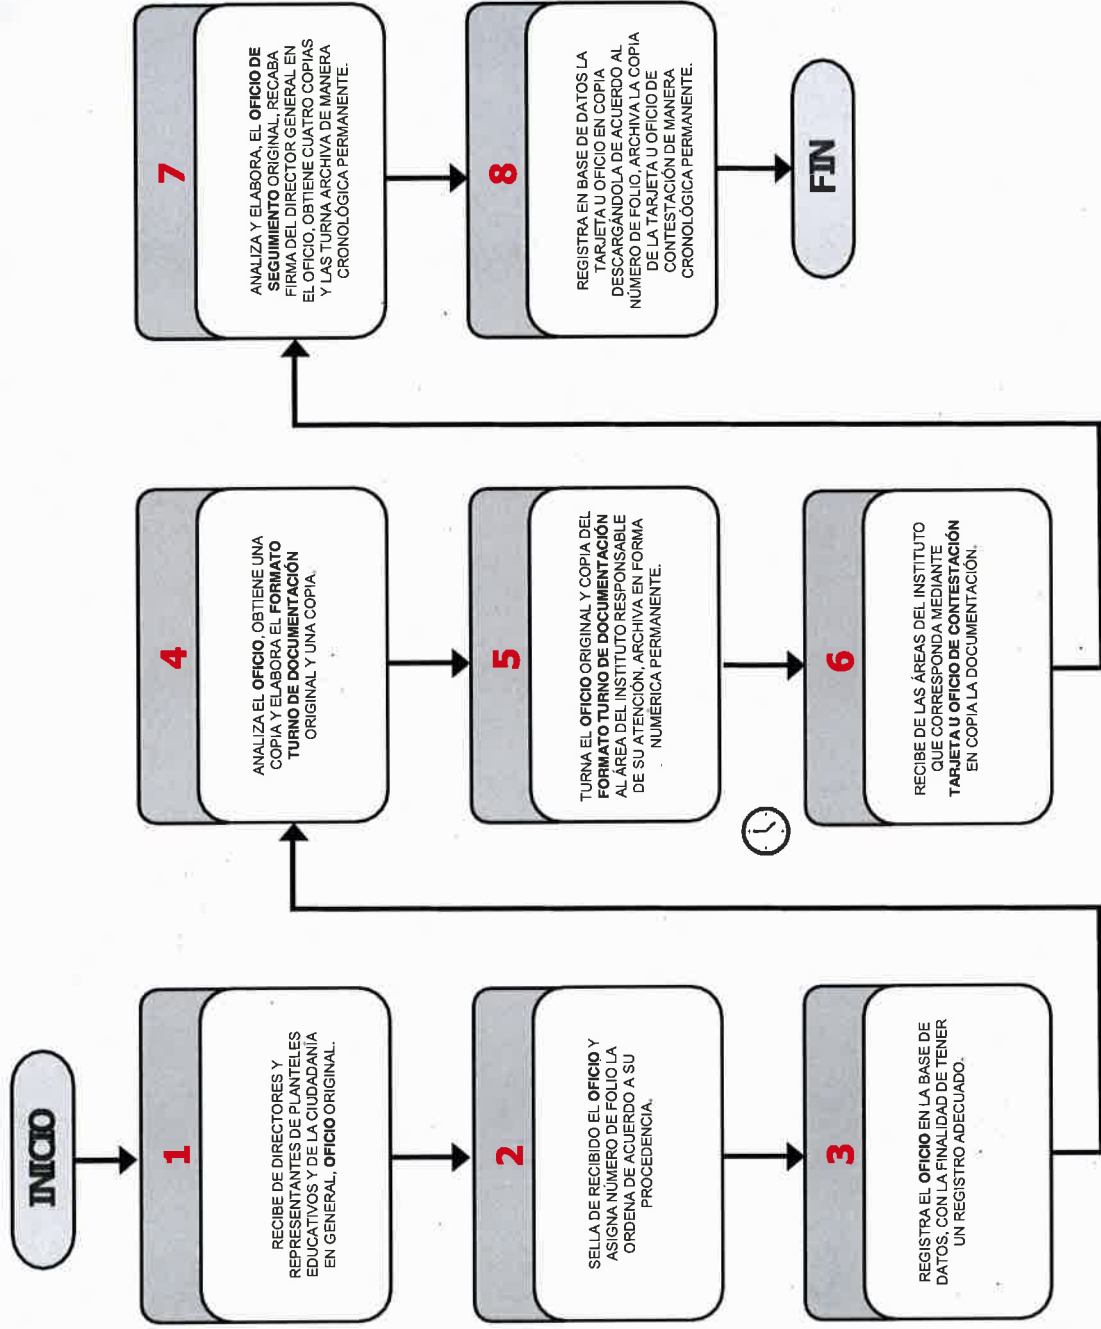 INICIO
1
RECIBE DE DIRECTORES Y
REPRESENTANTES DE PLANTELES
EDUCATIVOS Y DE LA CIUDADANÍA
EN GENERAL, OFICIO ORIGINAL.
2
SELLA DE RECIBIDO EL OFICIO Y
ASIGNA NÚMERO DE FOLIO LA
ORDENA DE ACUERDO A SU
PROCEDENCIA.
3
REGISTRA EL OFICIO EN LA BASE DE
DATOS, CON LA FINALIDAD DE TENER
UN REGISTRO ADECUADO.
4
ANALIZA EL OFICIO, OBTIENE UNA
COPIA Y ELABORA EL FORMATO
TURNO DE DOCUMENTACIÓN
ORIGINAL Y UNA COPIA.
5
TURNA EL OFICIO ORIGINAL Y COPIA DEL
FORMATO TURNO DE DOCUMENTACIÓN
AL ÁREA DEL INSTITUTO RESPONSABLE
DE SU ATENCIÓN, ARCHIVA EN FORMA
NUMÉRICA PERMANENTE.
6
RECIBE DE LAS ÁREAS DEL INSTITUTO
QUE CORRESPONDA MEDIANTE
TARJETA U OFICIO DE CONTESTACIÓN
EN COPIA LA DOCUMENTACIÓN.
7
ANALIZA Y ELABORA, EL OFICIO DE
SEGUIMIENTO ORIGINAL, RECABA
FIRMA DEL DIRECTOR GENERAL EN
EL OFICIO, OBTIENE CUATRO COPIAS
Y LAS TURNA ARCHIVA DE MANERA
CRONOLÓGICA PERMANENTE.
8
REGISTRA EN BASE DE DATOS LA
TARJETA U OFICIO EN COPIA
DESCARGÁNDOLA DE ACUERDO AL
NÚMERO DE FOLIO, ARCHIVA LA COPIA
DE LA TARJETA U OFICIO DE
CONTESTACIÓN DE MANERA
CRONOLÓGICA PERMANENTE.
FIN